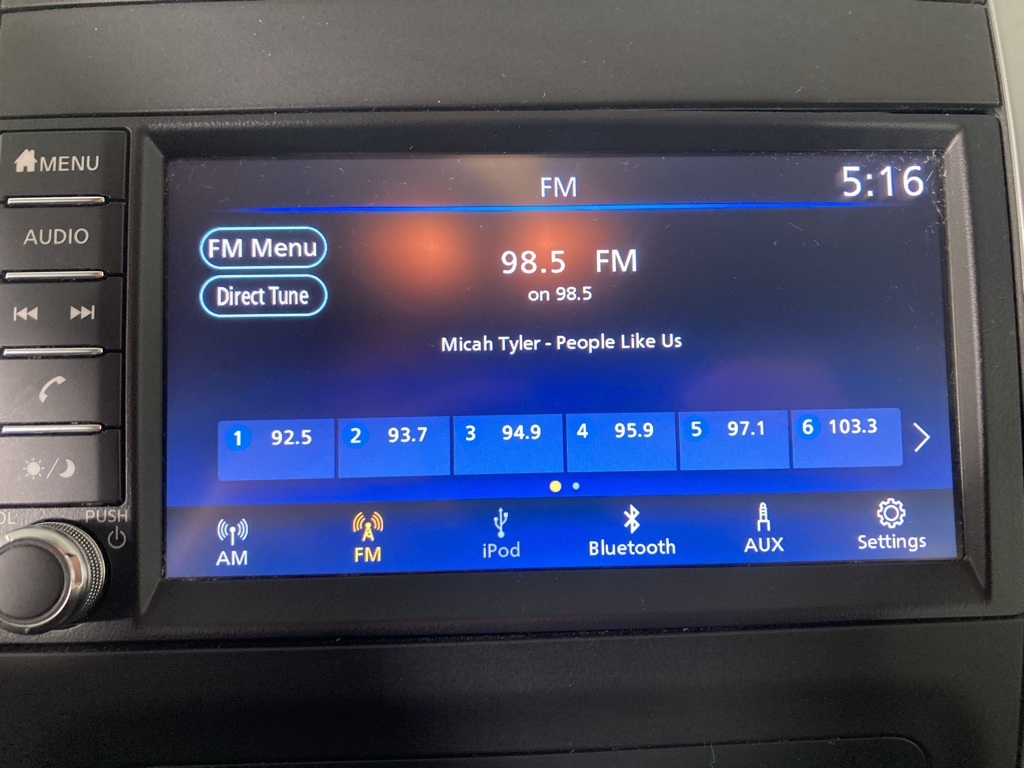 MENU
AUDIO
OL PUSH
FM
5:16
FM Menu
Direct Tune
98.5 FM
on 98.5
Micah Tyler - People Like Us
1 92.5
2 93.7
3 94.9
4 95.9
5 97.1
6 103.3
AM
FM
iPod
Bluetooth
AUX
Settings